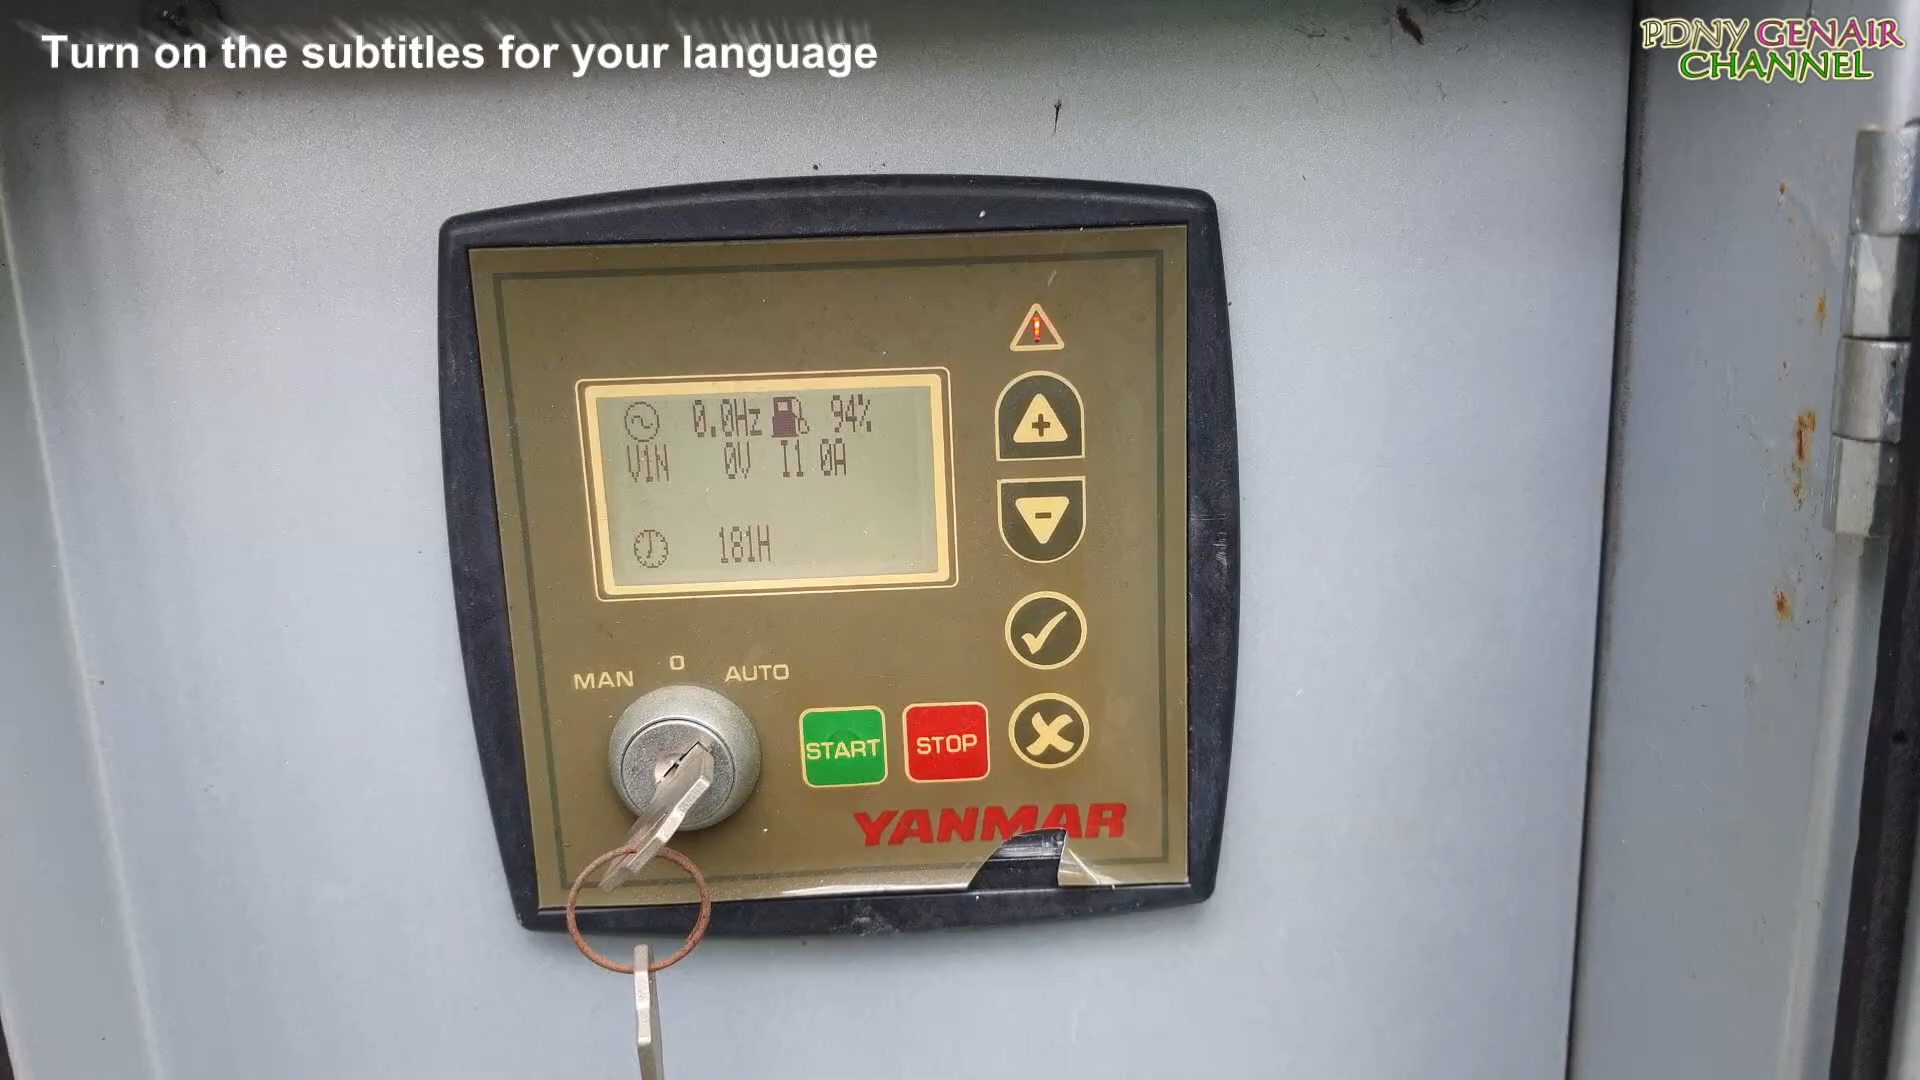 Turn on the subtitles for your language
PDNY GENAIR
CHANNEL
0.0Hz 94%
V1N 0V I1 0A
181H
MAN 0 AUTO
START STOP
YANMAR